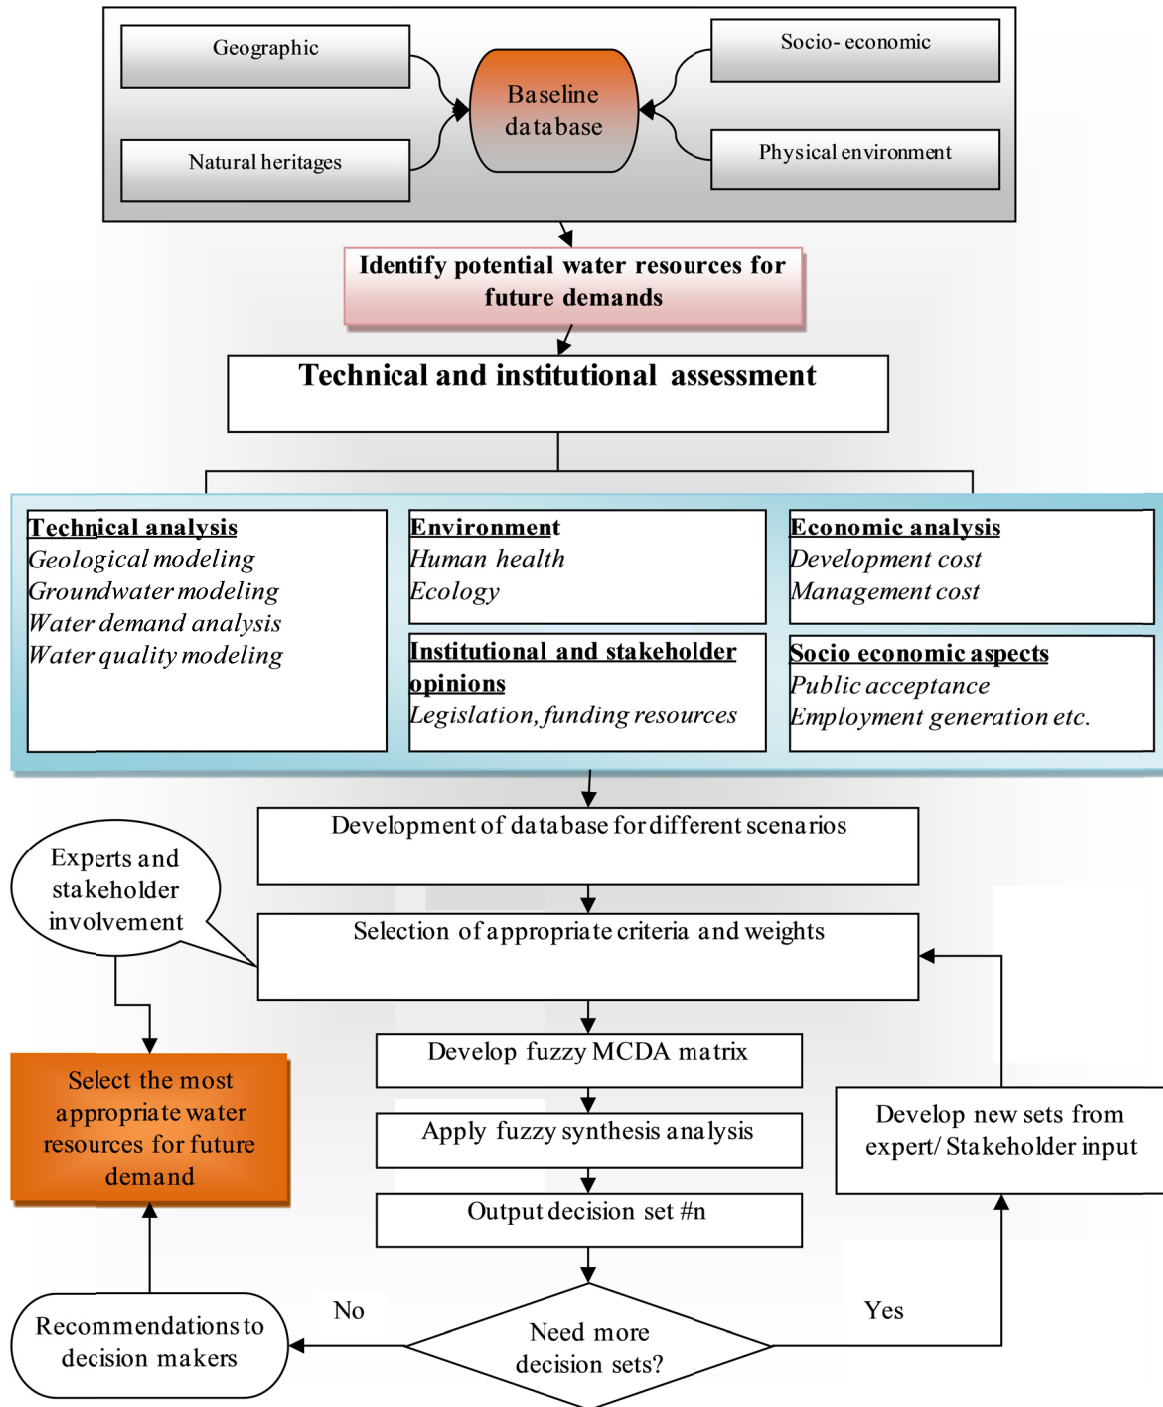 Geographic
Socio-economic
Baseline
database
Natural heritages
Physical environment
Identify potential water resources for
future demands
Technical and institutional assessment
Technical analysis
Geological modeling
Groundwater modeling
Water demand analysis
Water quality modeling
Environment
Human health
Ecology
Economic analysis
Development cost
Management cost
Institutional and stakeholder
opinions
Legislation, funding resources
Socio economic aspects
Public acceptance
Employment generation etc.
Development of database for different scenarios
Experts and
stakeholder
involvement
Selection of appropriate criteria and weights
Develop fuzzy MCDA matrix
Select the most
appropriate water
resources for future
demand
Apply fuzzy synthesis analysis
Develop new sets from
expert/ Stakeholder input
Output decision set #n
No
Yes
Recommendations to
decision makers
Need more
decision sets?